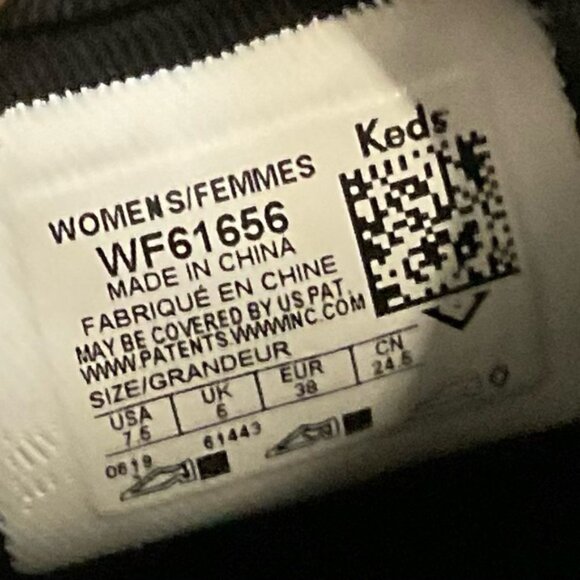 Keds
WOMENS/FEMMES
WF61656
MADE IN CHINA
FABRIQUÉ EN CHINE
MAY BE COVERED BY US PAT.
WWW.PATENTS.WWWINC.COM
SIZE/GRANDEUR
USA UK EUR CN
7.5 5 38 24.5
0619 61443